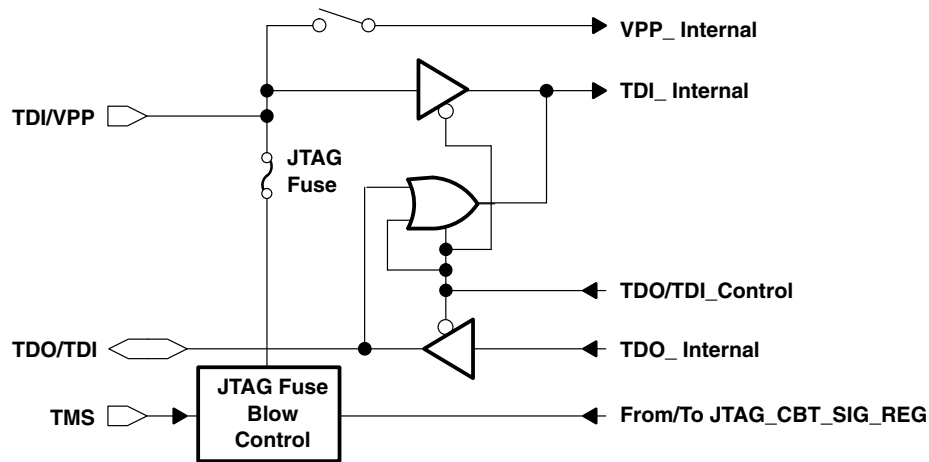 VPP_ Internal
TDI_ Internal
TDI/VPP
JTAG
Fuse
TDO/TDI_Control
TDO/TDI
TDO_ Internal
JTAG Fuse
Blow
Control
TMS
From/To JTAG_CBT_SIG_REG